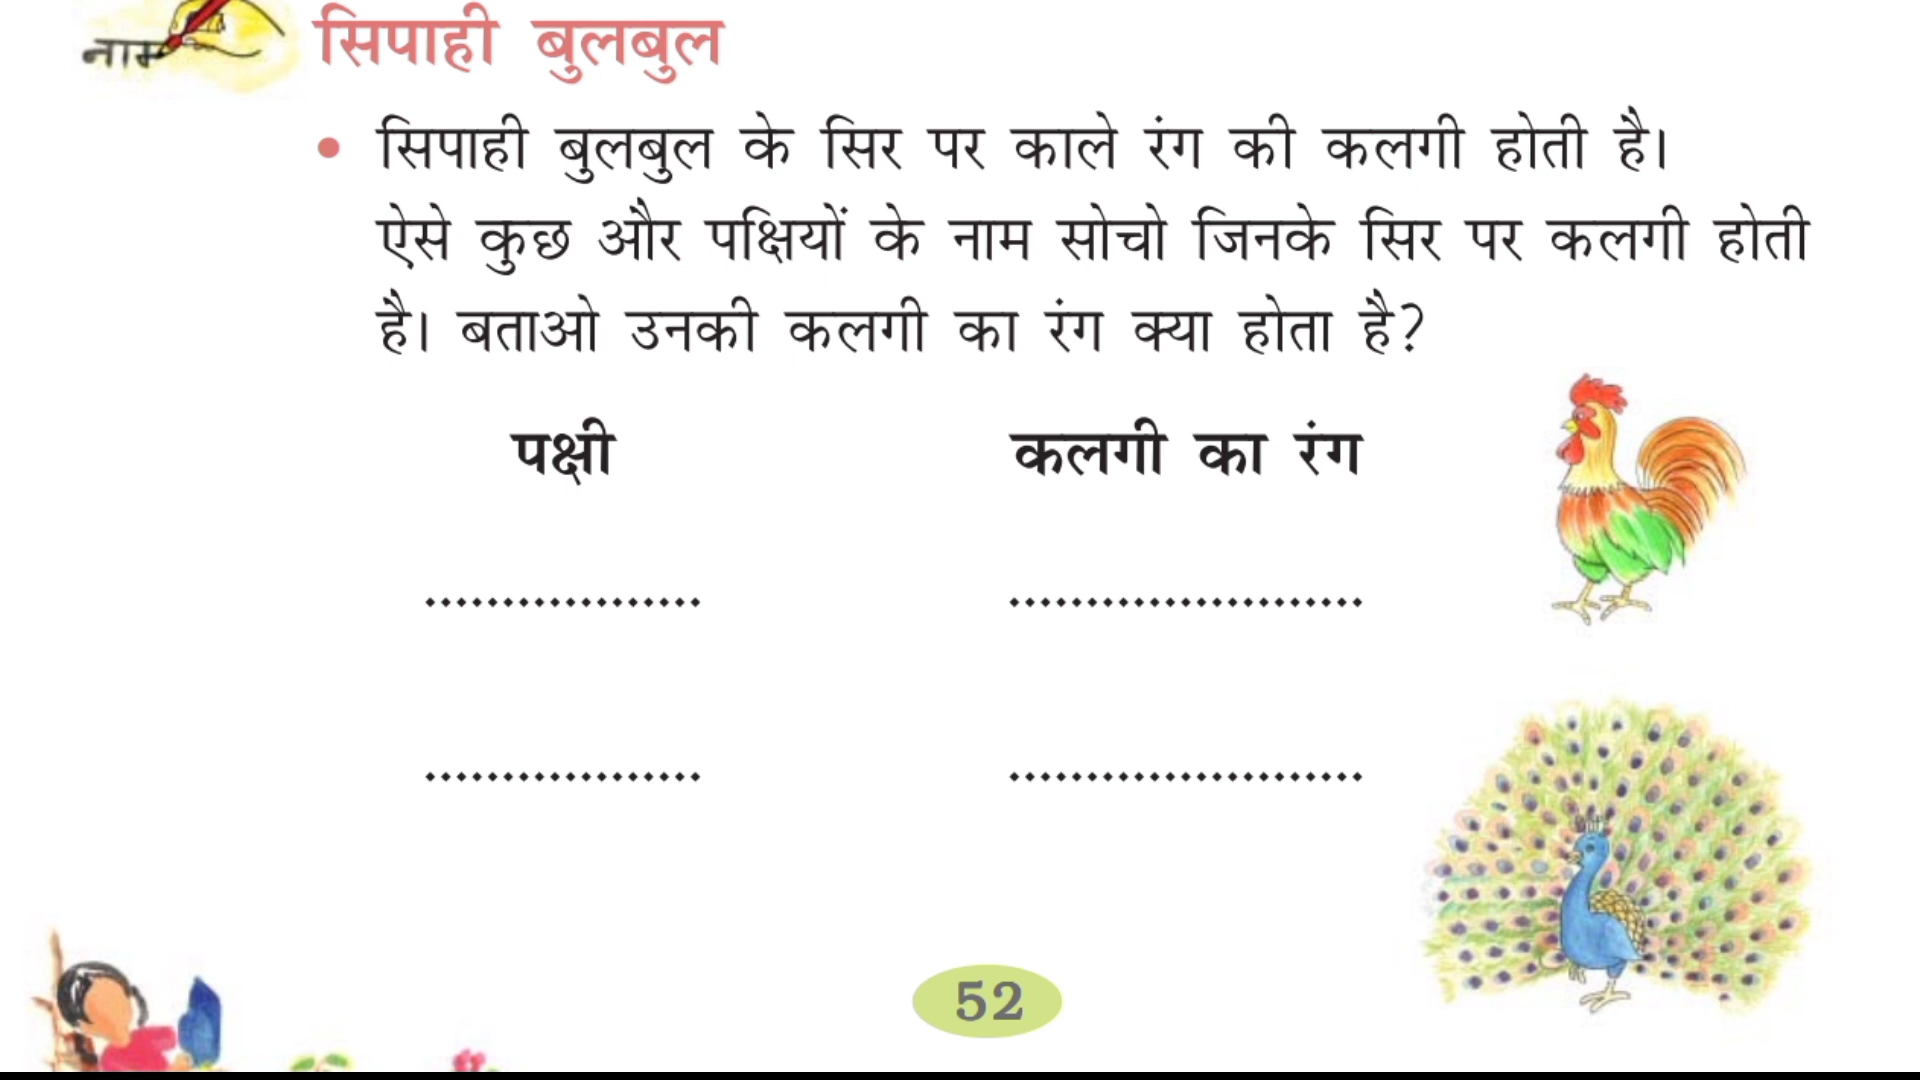 नाम
सिपाही बुलबुल
• सिपाही बुलबुल के सिर पर काले रंग की कलगी होती है।
ऐसे कुछ और पक्षियों के नाम सोचो जिनके सिर पर कलगी होती
है। बताओ उनकी कलगी का रंग क्या होता है?
पक्षी कलगी का रंग
.................. .......................
.................. .......................
52